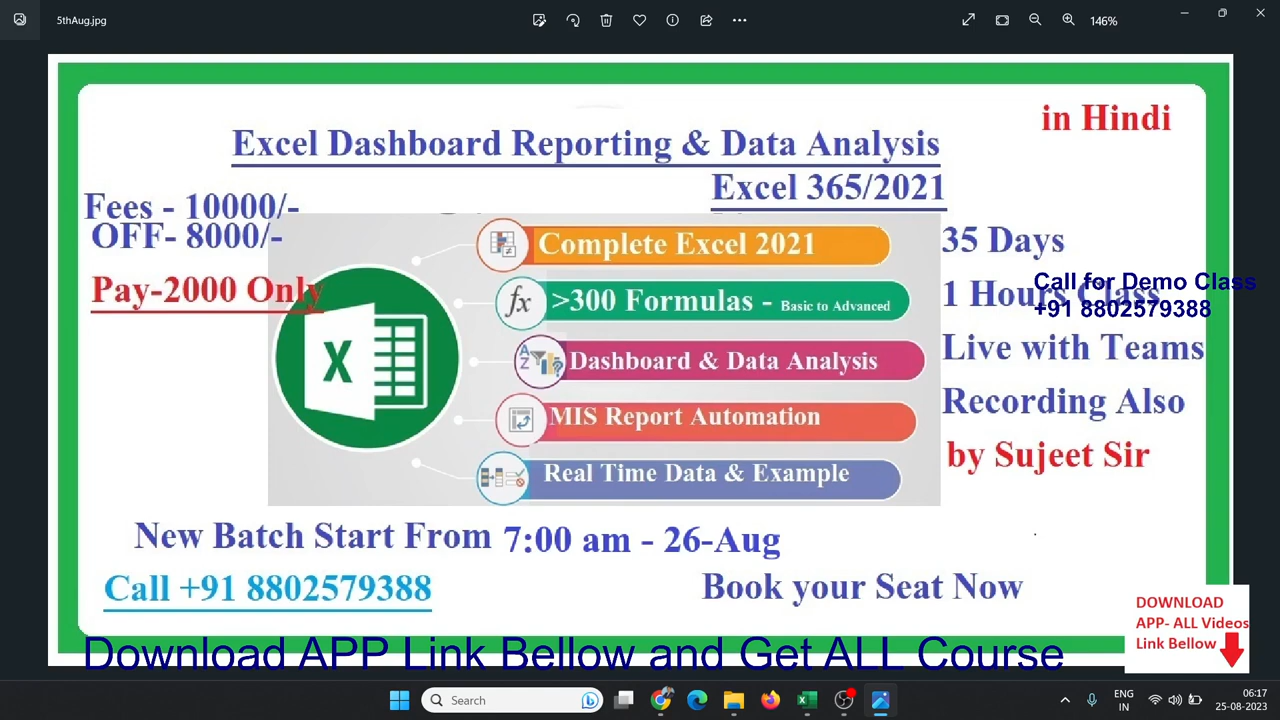 5thAug.jpg
146%
in Hindi
Excel Dashboard Reporting & Data Analysis
Excel 365/2021
Fees - 10000/-
OFF- 8000/-
Pay-2000 Only
Complete Excel 2021
fx
>300 Formulas - Basic to Advanced
Dashboard & Data Analysis
MIS Report Automation
Real Time Data & Example
X
35 Days
Call for Demo Class
1 Hours Class
+91 8802579388
Live with Teams
Recording Also
by Sujeet Sir
New Batch Start From 7:00 am - 26-Aug
Call +91 8802579388
Book your Seat Now
DOWNLOAD
APP- ALL Videos
Link Bellow
Download APP Link Bellow and Get ALL Course
Search
ENG
IN
06:17
25-08-2023